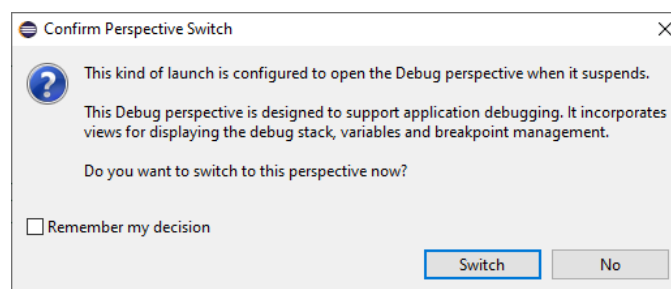 Confirm Perspective Switch
This kind of launch is configured to open the Debug perspective when it suspends.
This Debug perspective is designed to support application debugging. It incorporates
views for displaying the debug stack, variables and breakpoint management.
Do you want to switch to this perspective now?
Remember my decision
Switch
No